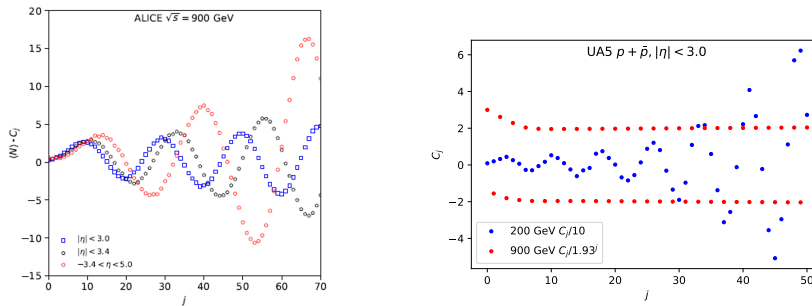 ALICE √s = 900 GeV
20
15
10
5
0
−5
−10
−15
⟨N⟩·C_j
|η| < 3.0
|η| < 3.4
−3.4 < η < 5.0
0 10 20 30 40 50 60 70
j
UA5 p + p̄, |η| < 3.0
6
4
2
0
−2
−4
C_j
200 GeV C_j/10
900 GeV C_j/1.93^j
0 10 20 30 40 50
j